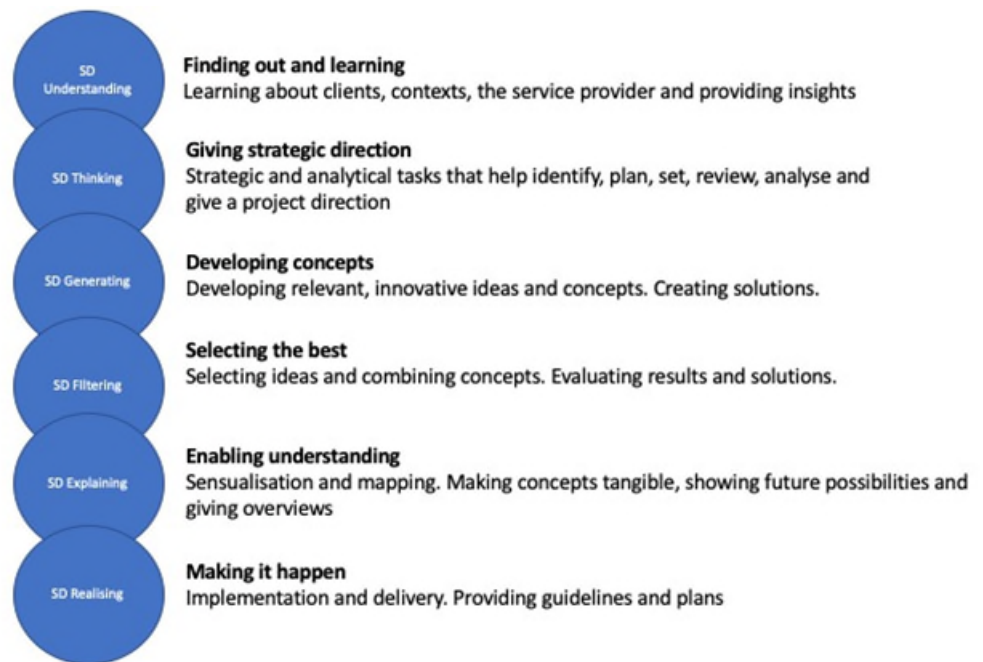 SD
Understanding
Finding out and learning
Learning about clients, contexts, the service provider and providing insights
SD Thinking
Giving strategic direction
Strategic and analytical tasks that help identify, plan, set, review, analyse and
give a project direction
SD Generating
Developing concepts
Developing relevant, innovative ideas and concepts. Creating solutions.
SD Filtering
Selecting the best
Selecting ideas and combining concepts. Evaluating results and solutions.
SD Explaining
Enabling understanding
Sensualisation and mapping. Making concepts tangible, showing future possibilities and
giving overviews
SD Realising
Making it happen
Implementation and delivery. Providing guidelines and plans